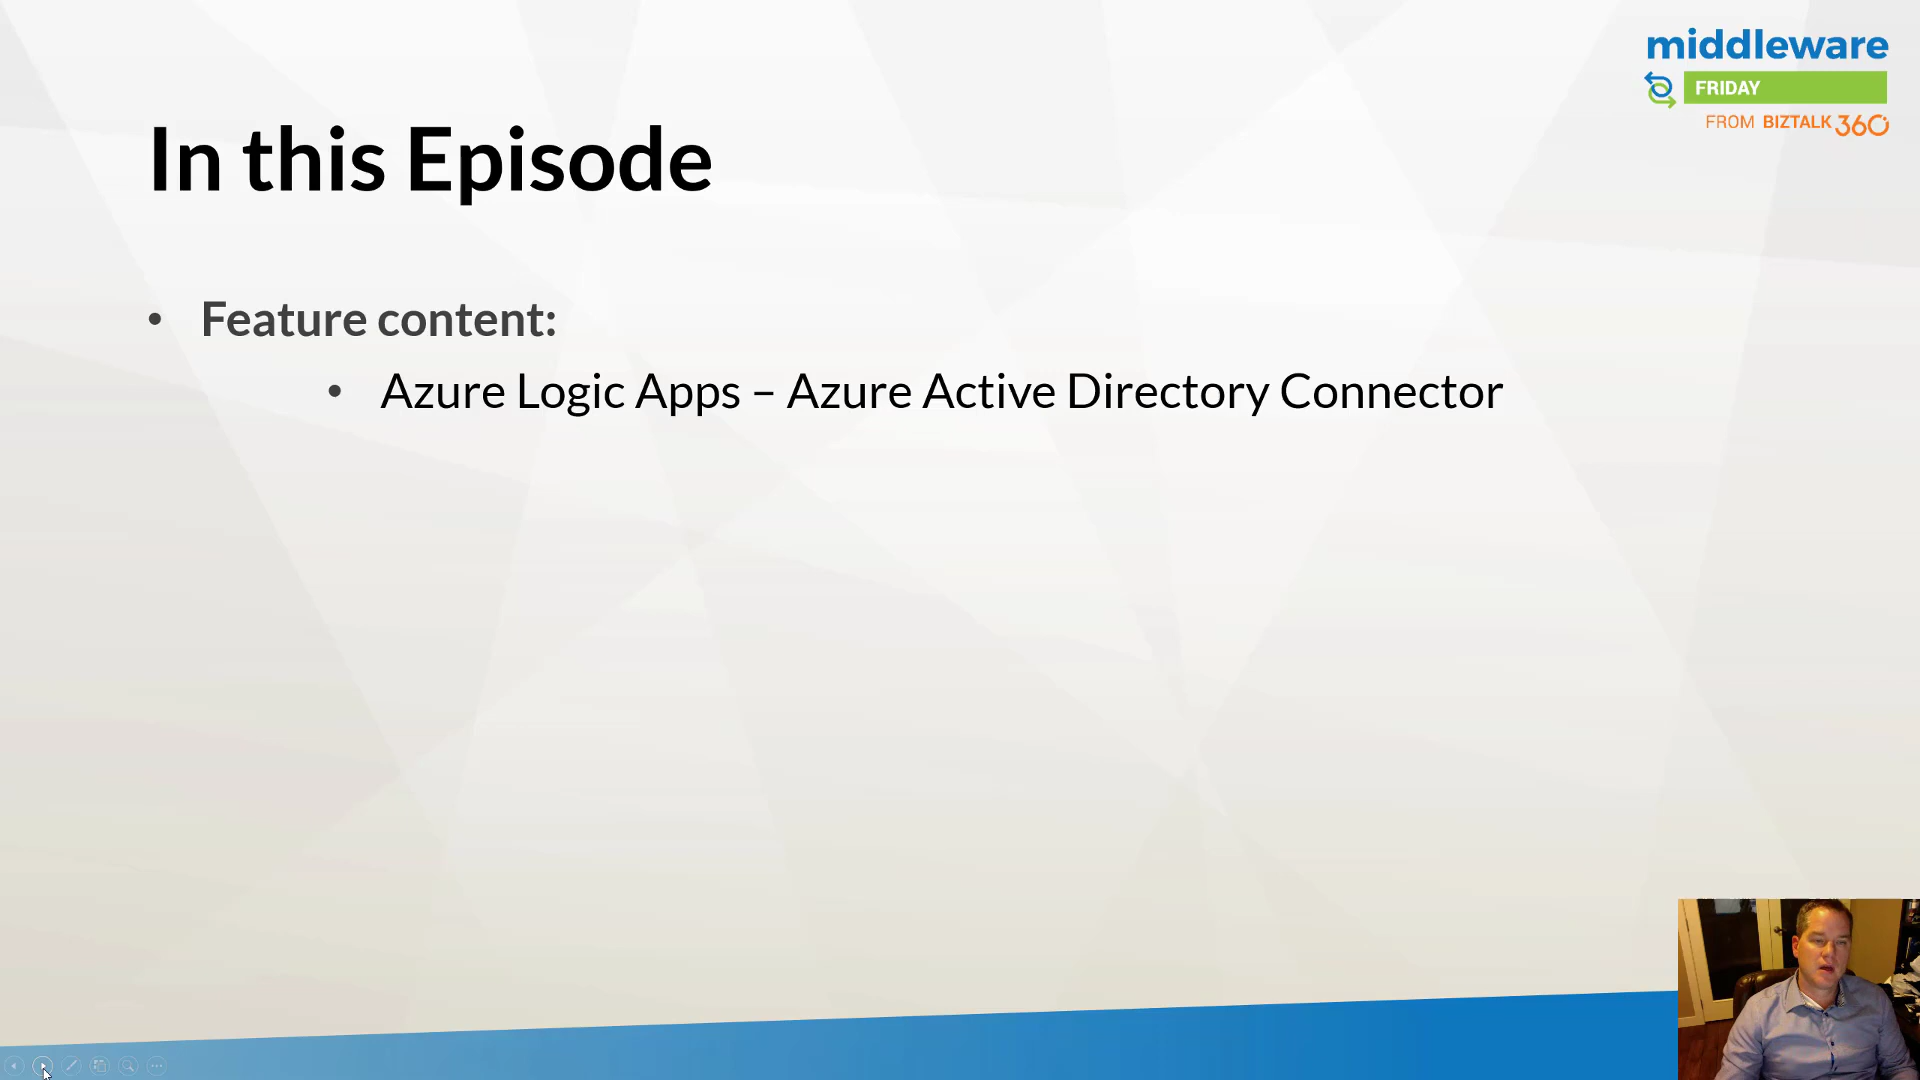 middleware
FRIDAY
FROM BIZTALK 360
In this Episode
• Feature content:
• Azure Logic Apps – Azure Active Directory Connector